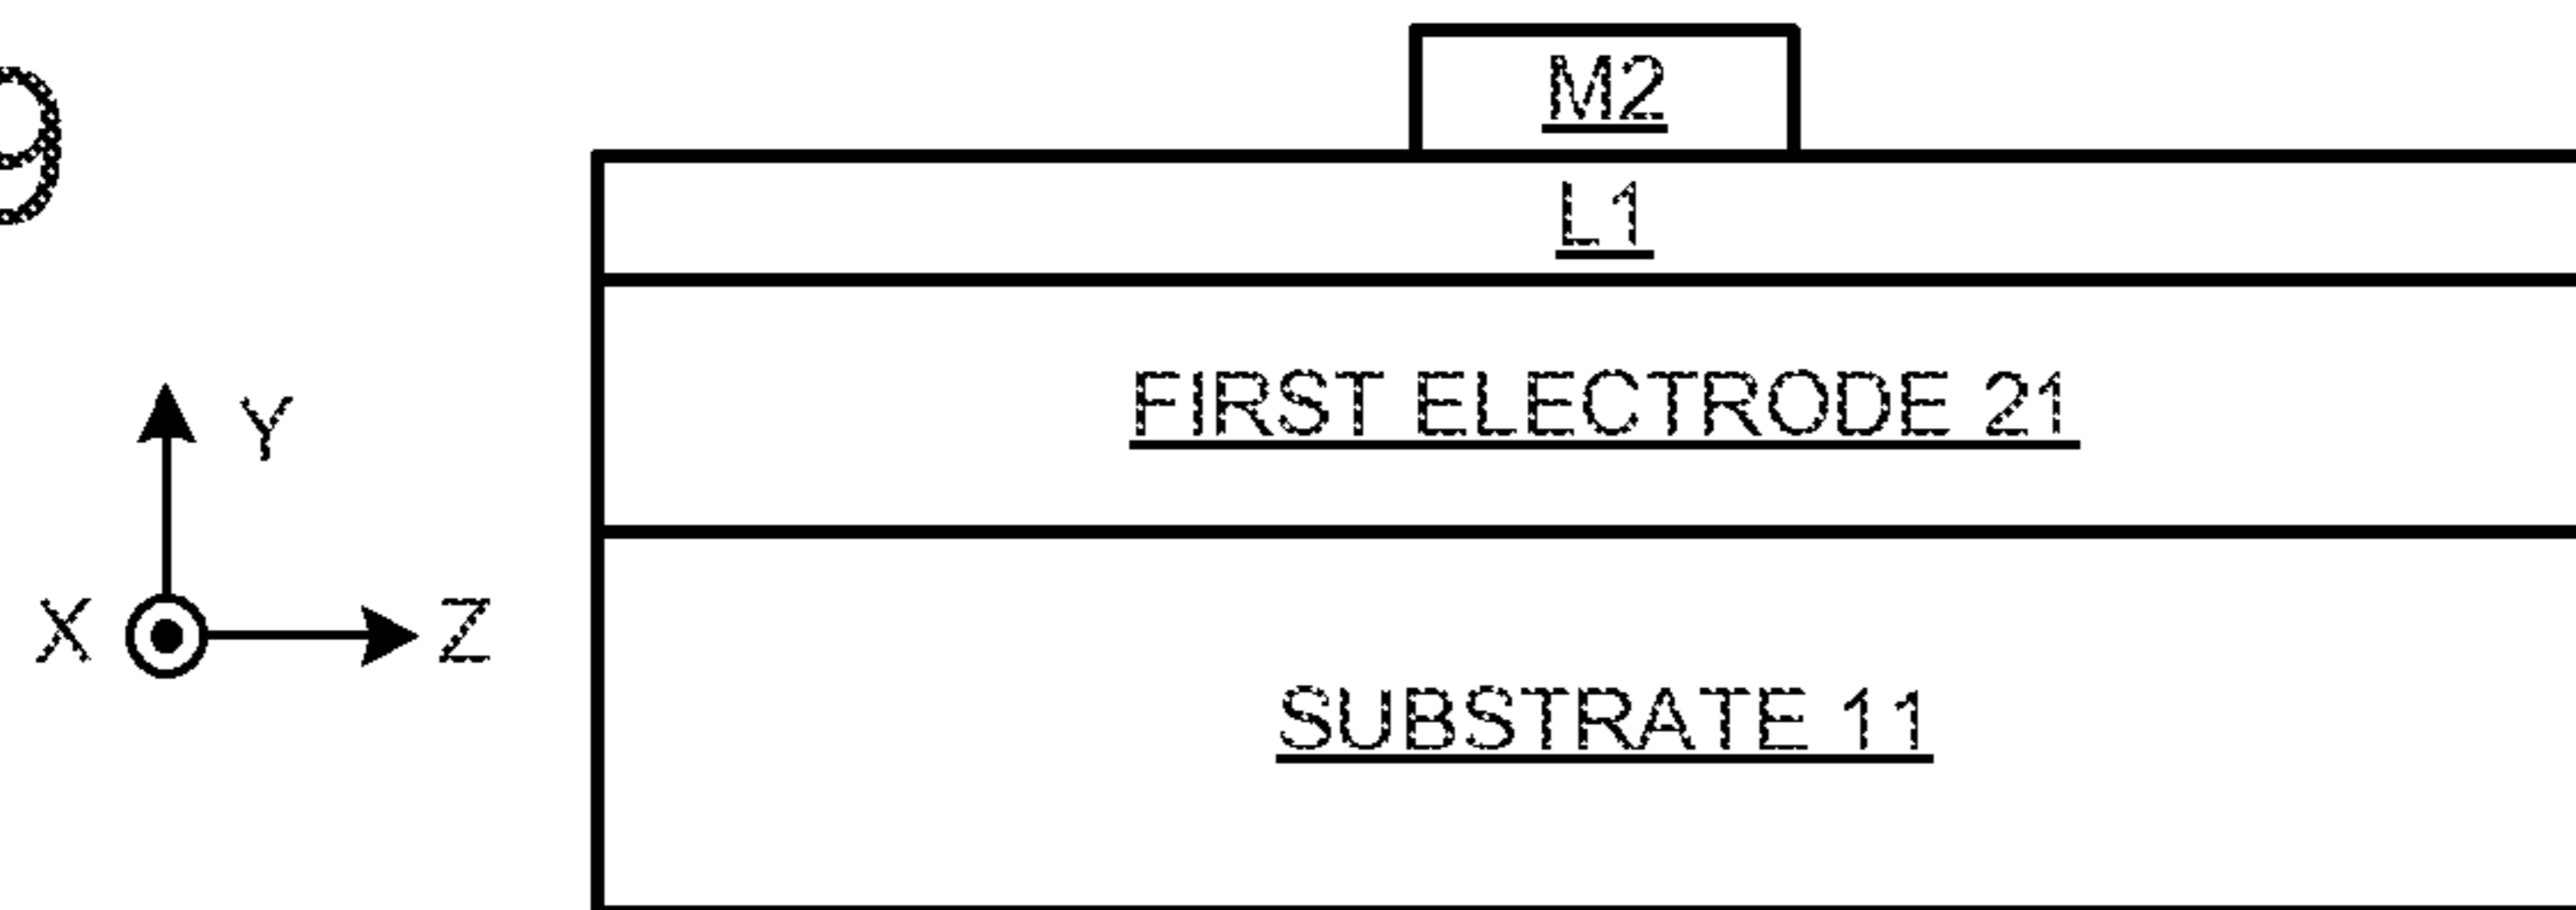 9
M2
L1
FIRST ELECTRODE 21
Y
X
Z
SUBSTRATE 11